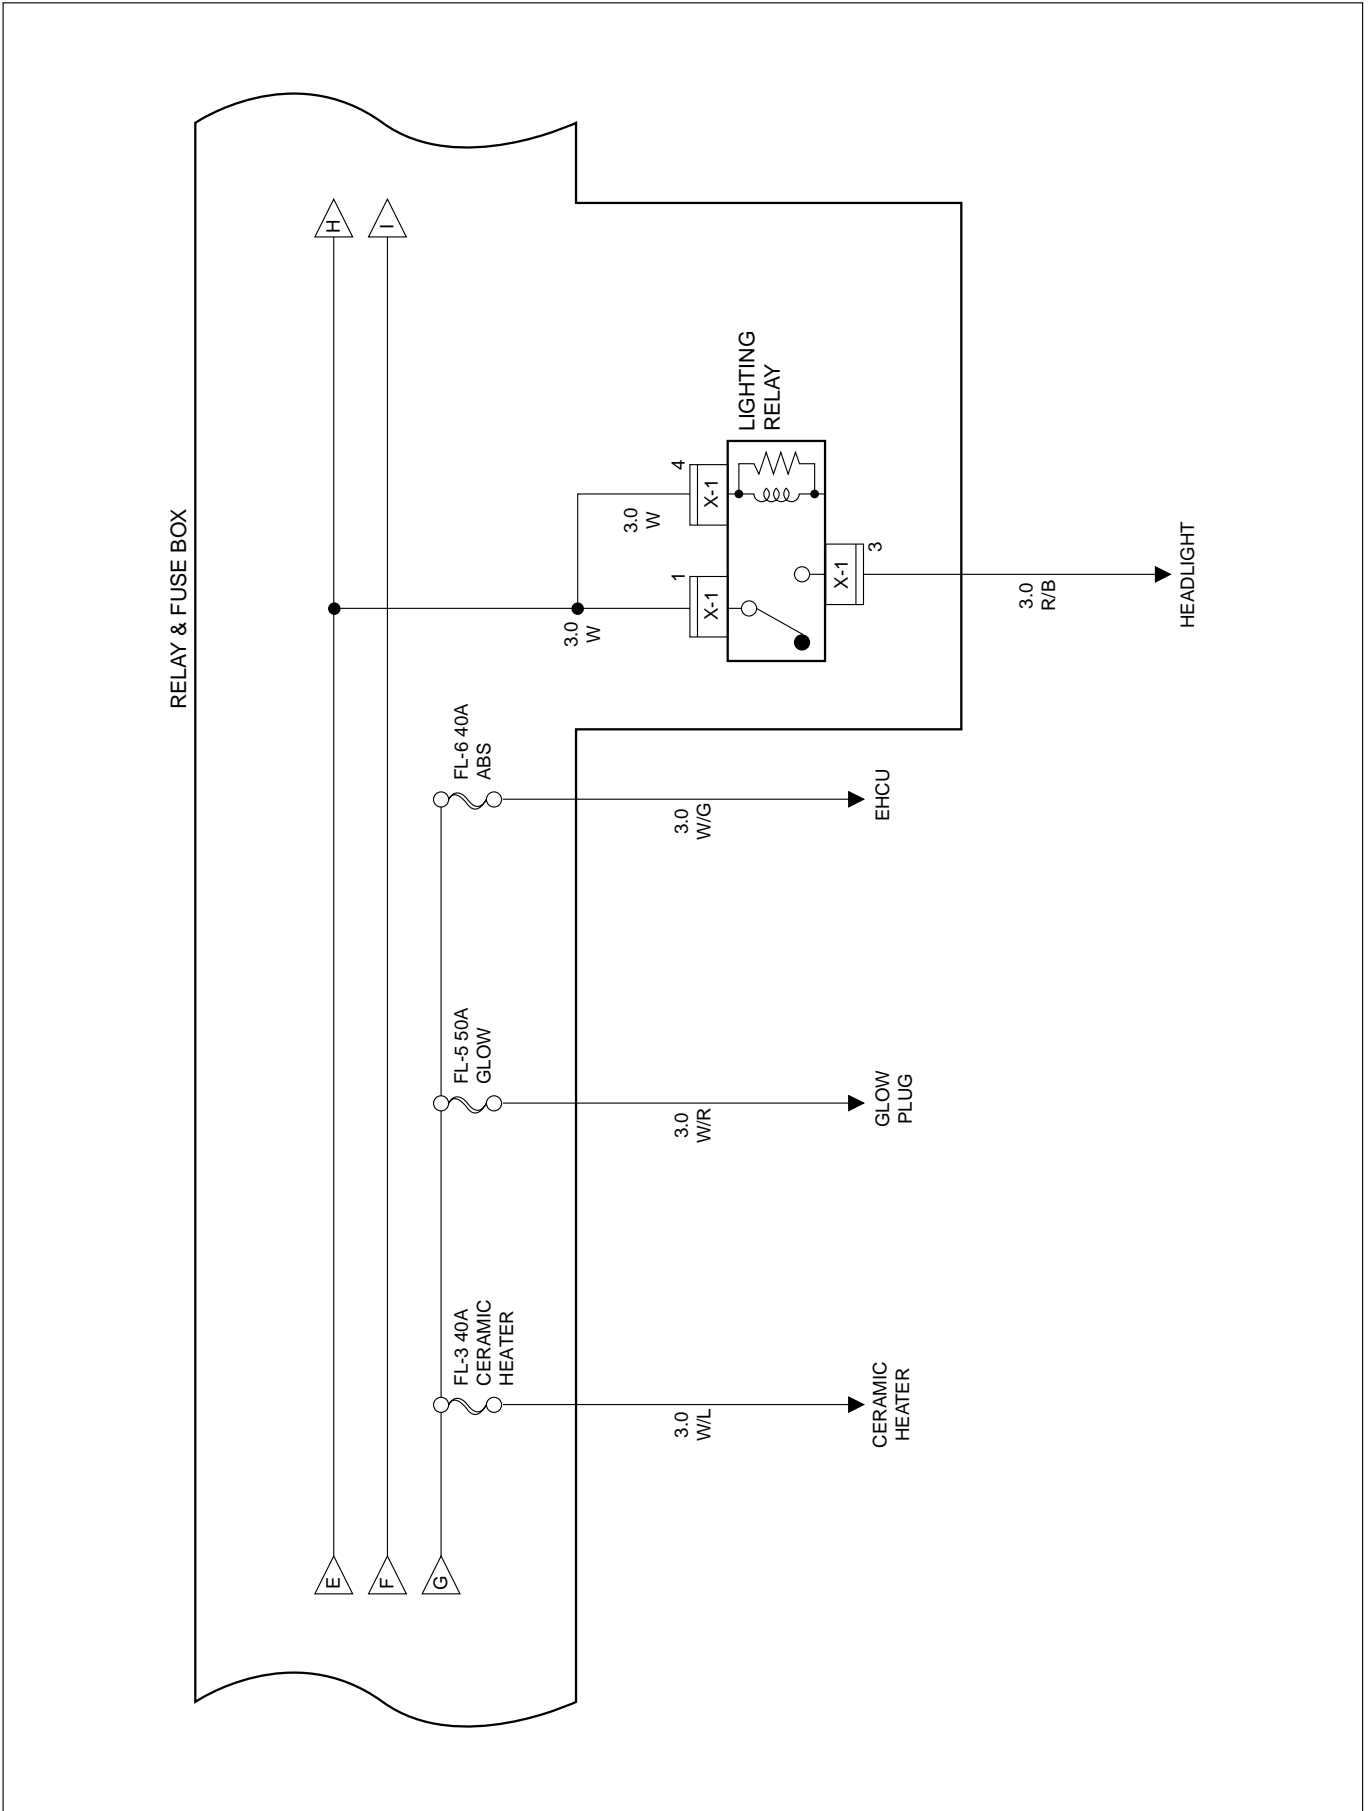 RELAY & FUSE BOX
E
H
F
I
G
FL-3 40A
CERAMIC
HEATER
FL-5 50A
GLOW
FL-6 40A
ABS
3.0
W
3.0
W
LIGHTING
RELAY
1
X-1
4
X-1
X-1
3
3.0
W/L
3.0
W/R
3.0
W/G
3.0
R/B
CERAMIC
HEATER
GLOW
PLUG
EHCU
HEADLIGHT